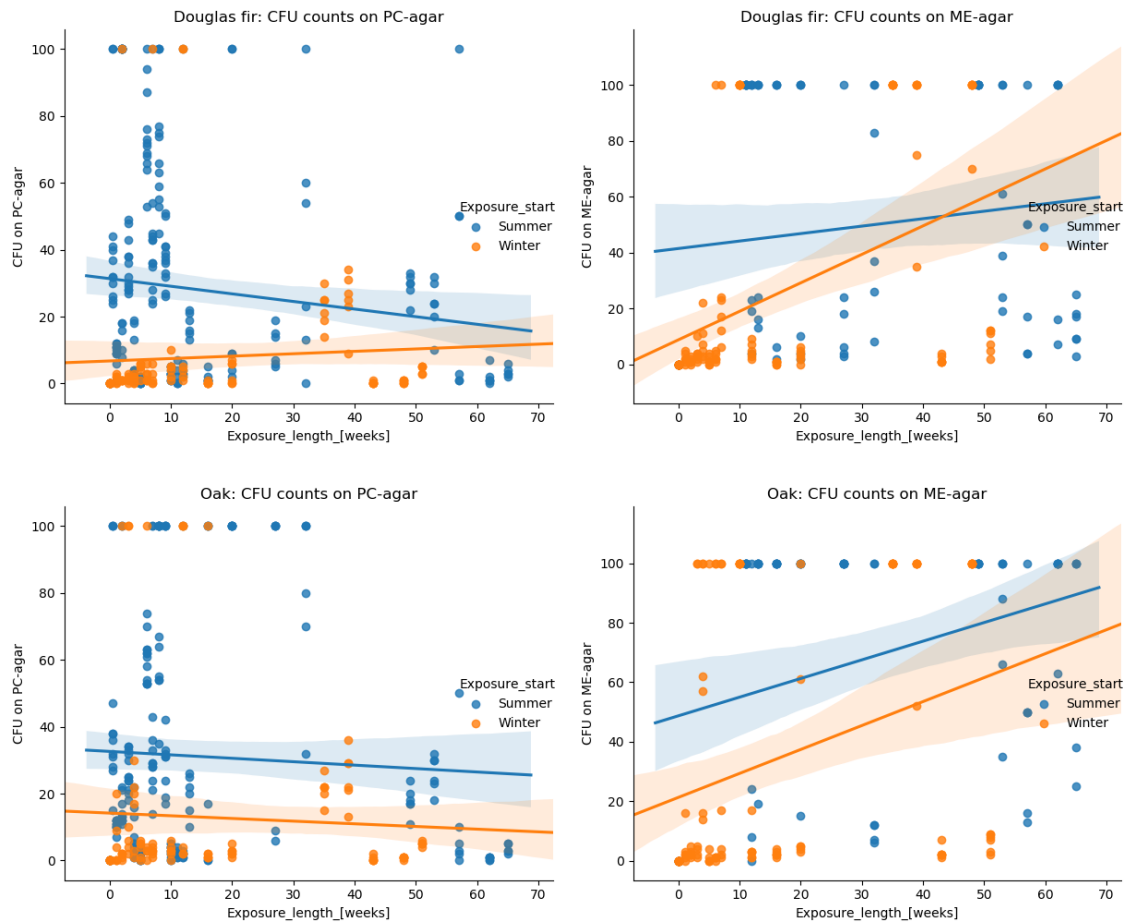 Douglas fir: CFU counts on PC-agar
CFU on PC-agar
100
80
60
40
20
0
Exposure_start
Summer
Winter
0 10 20 30 40 50 60 70
Exposure_length_[weeks]
Douglas fir: CFU counts on ME-agar
CFU on ME-agar
120
100
80
60
40
20
0
Exposure_start
Summer
Winter
0 10 20 30 40 50 60 70
Exposure_length_[weeks]
Oak: CFU counts on PC-agar
CFU on PC-agar
100
80
60
40
20
0
Exposure_start
Summer
Winter
0 10 20 30 40 50 60 70
Exposure_length_[weeks]
Oak: CFU counts on ME-agar
CFU on ME-agar
120
100
80
60
40
20
0
Exposure_start
Summer
Winter
0 10 20 30 40 50 60 70
Exposure_length_[weeks]